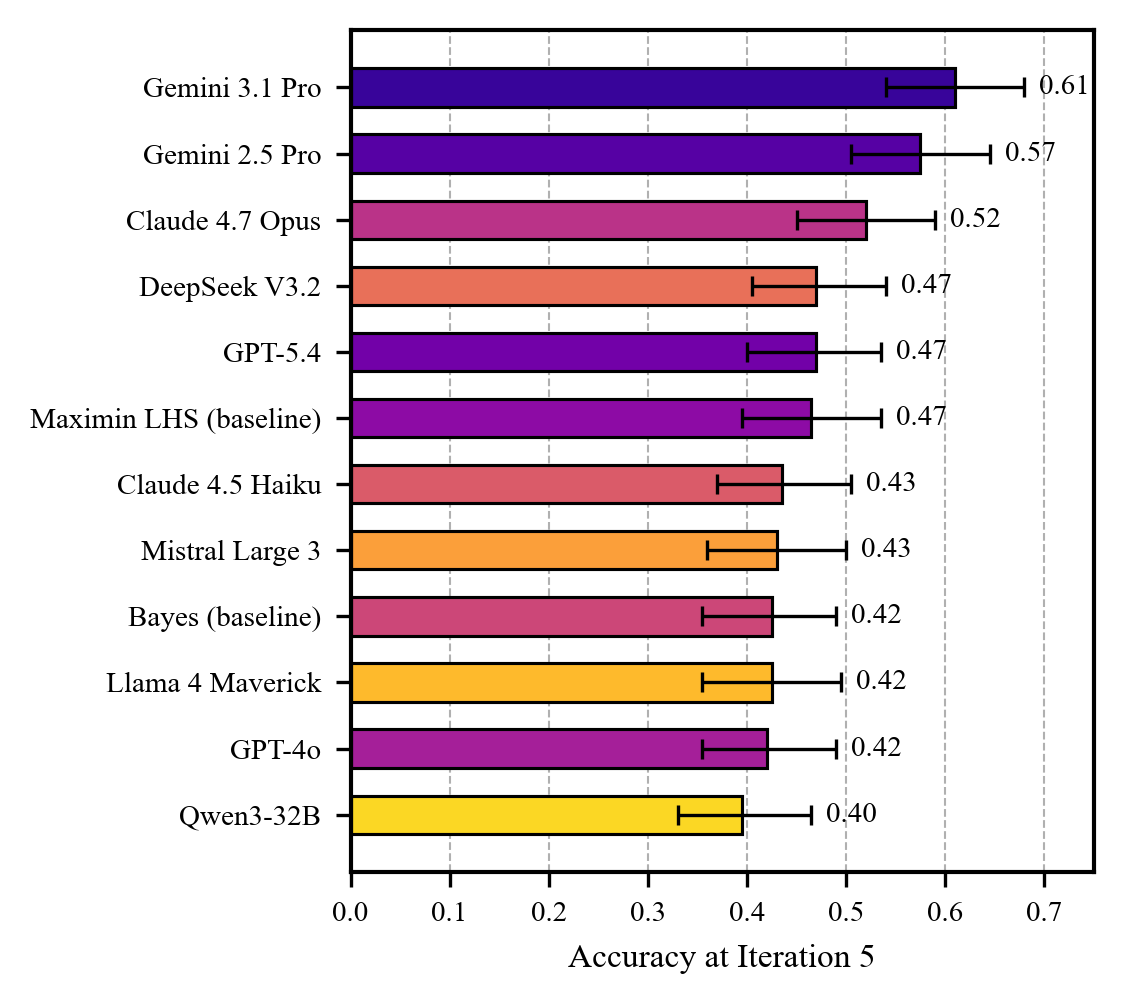 Gemini 3.1 Pro 0.61
Gemini 2.5 Pro 0.57
Claude 4.7 Opus 0.52
DeepSeek V3.2 0.47
GPT-5.4 0.47
Maximin LHS (baseline) 0.47
Claude 4.5 Haiku 0.43
Mistral Large 3 0.43
Bayes (baseline) 0.42
Llama 4 Maverick 0.42
GPT-4o 0.42
Qwen3-32B 0.40
0.0 0.1 0.2 0.3 0.4 0.5 0.6 0.7
Accuracy at Iteration 5